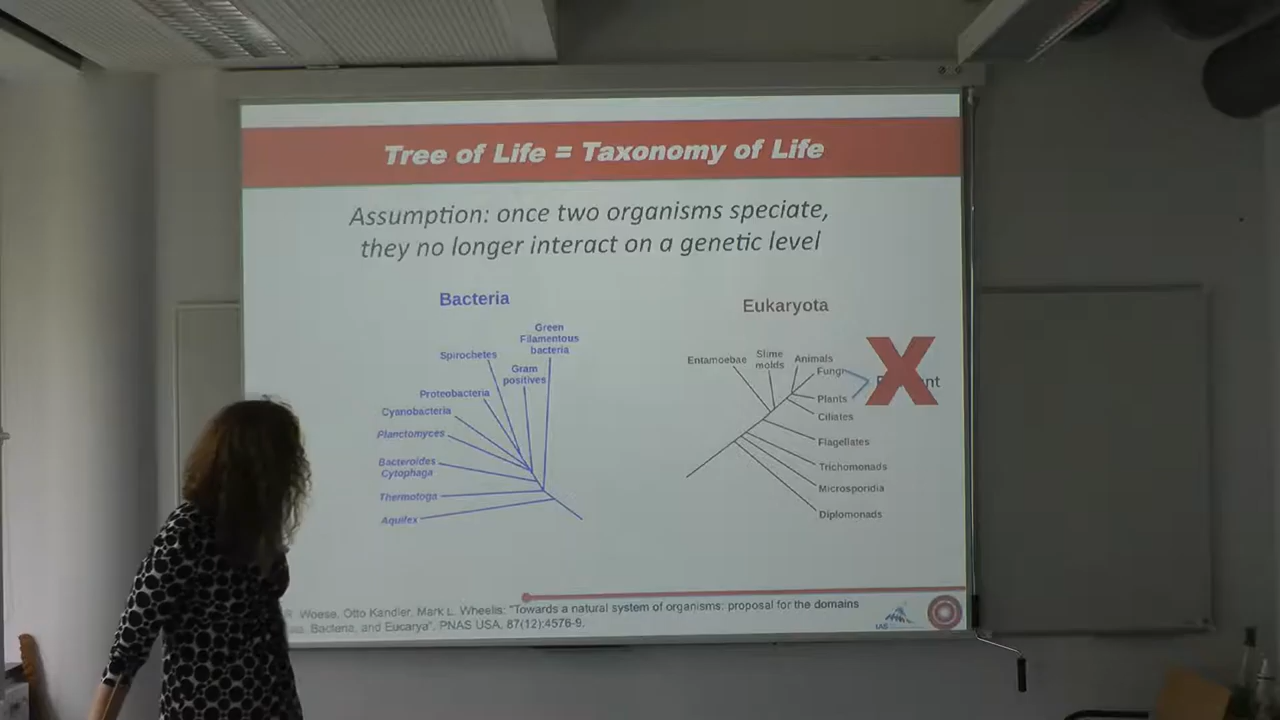 Tree of Life = Taxonomy of Life
Assumption: once two organisms speciate,
they no longer interact on a genetic level
Bacteria
Eukaryota
Green
Filamentous
bacteria
Spirochetes
Gram
positives
Proteobacteria
Cyanobacteria
Planctomyces
Bacteroides
Cytophaga
Thermotoga
Aquifex
Entamoebae
Slime
molds
Animals
Fungi
Plants
X
Ciliates
Flagellates
Trichomonads
Microsporidia
Diplomonads
Woese, Otto Kandler, Mark L. Wheelis: "Towards a natural system of organisms: proposal for the domains
Bacteria, and Eucarya", PNAS USA, 87(12):4576-9.
IAS